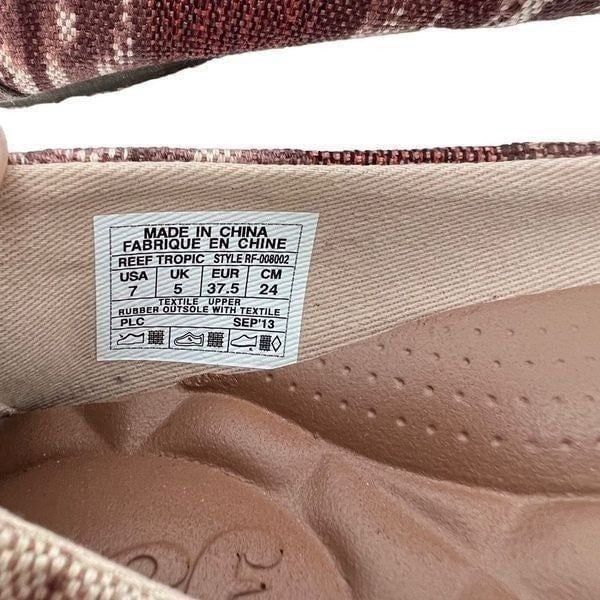 MADE IN CHINA
FABRIQUE EN CHINE
REEF TROPIC STYLE RF-008002
USA UK EUR CM
7 5 37.5 24
TEXTILE UPPER
RUBBER OUTSOLE WITH TEXTILE
PLC SEP'13